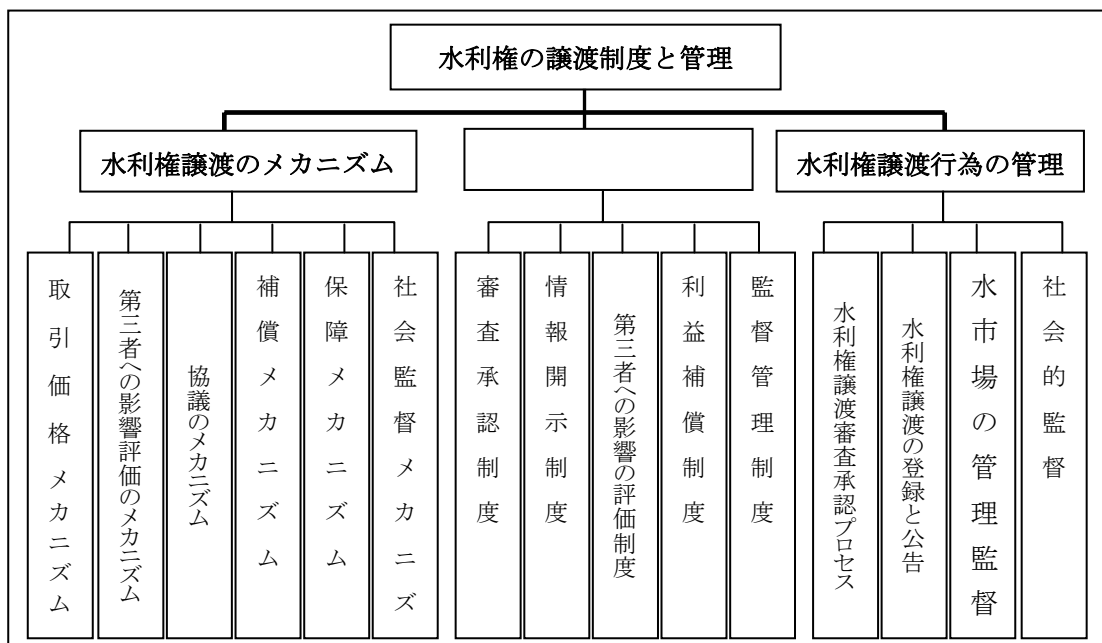 水利権の譲渡制度と管理
水利権譲渡のメカニズム
水利権譲渡行為の管理
取引価格メカニズム
第三者への影響評価のメカニズム
協議のメカニズム
補償メカニズム
保障メカニズム
社会監督メカニズ
審査承認制度
情報開示制度
第三者への影響の評価制度
利益補償制度
監督管理制度
水利権譲渡審査承認プロセス
水利権譲渡の登録と公告
水市場の管理監督
社会的監督